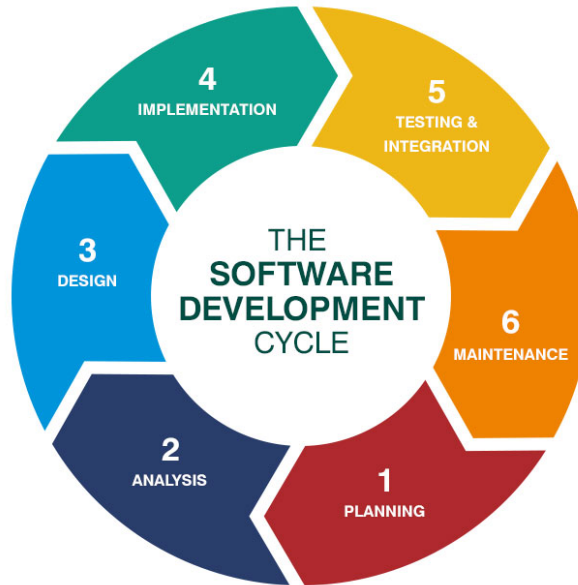 THE
SOFTWARE
DEVELOPMENT
CYCLE
1
PLANNING
2
ANALYSIS
3
DESIGN
4
IMPLEMENTATION
5
TESTING &
INTEGRATION
6
MAINTENANCE